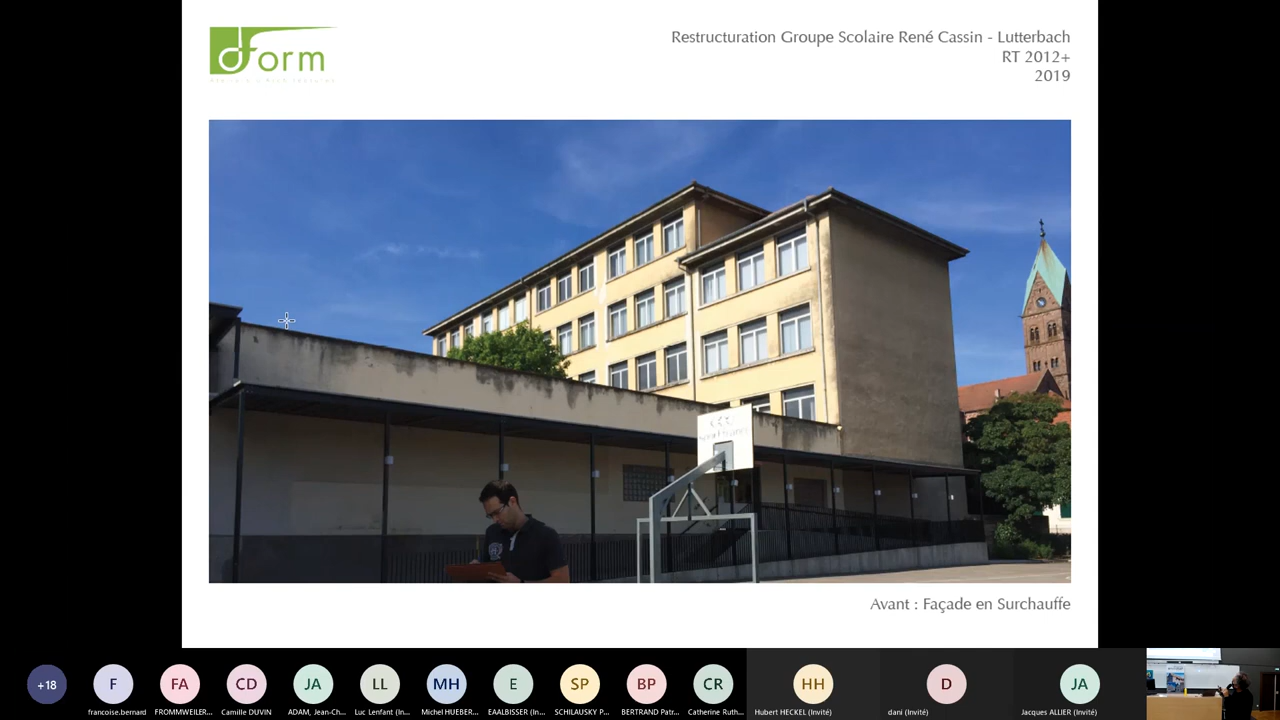 dform
Restructuration Groupe Scolaire René Cassin - Lutterbach
RT 2012+
2019
Avant : Façade en Surchauffe
+18
F
FA
CD
JA
LL
MH
E
SP
BP
CR
HH
D
JA
francoise.bernard
FROMMWEILER...
Camille DUVIN
ADAM, Jean-Ch...
Luc Lenfant (In...
Michel HUEBER...
EAALBISSER (In...
SCHILAUSKY P...
BERTRAND Patr...
Catherine Ruth...
Hubert HECKEL (Invité)
dani (Invité)
Jacques ALLIER (Invité)